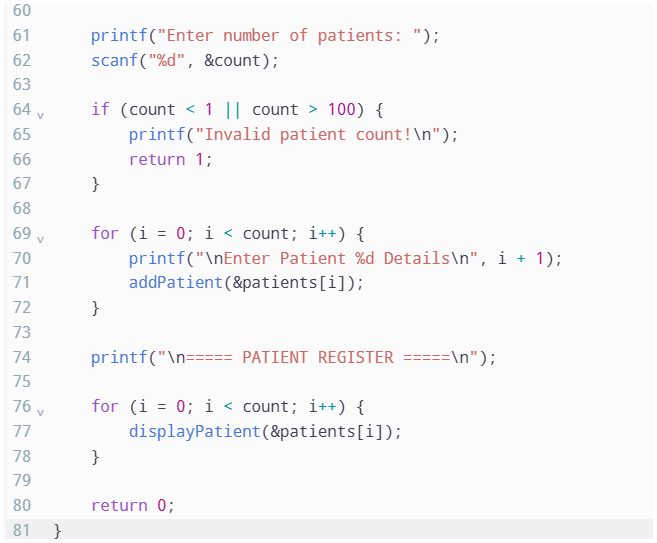 60
61 printf("Enter number of patients: ");
62 scanf("%d", &count);
63
64 if (count < 1 || count > 100) {
65 printf("Invalid patient count!\n");
66 return 1;
67 }
68
69 for (i = 0; i < count; i++) {
70 printf("\nEnter Patient %d Details\n", i + 1);
71 addPatient(&patients[i]);
72 }
73
74 printf("\n===== PATIENT REGISTER =====\n");
75
76 for (i = 0; i < count; i++) {
77 displayPatient(&patients[i]);
78 }
79
80 return 0;
81 }